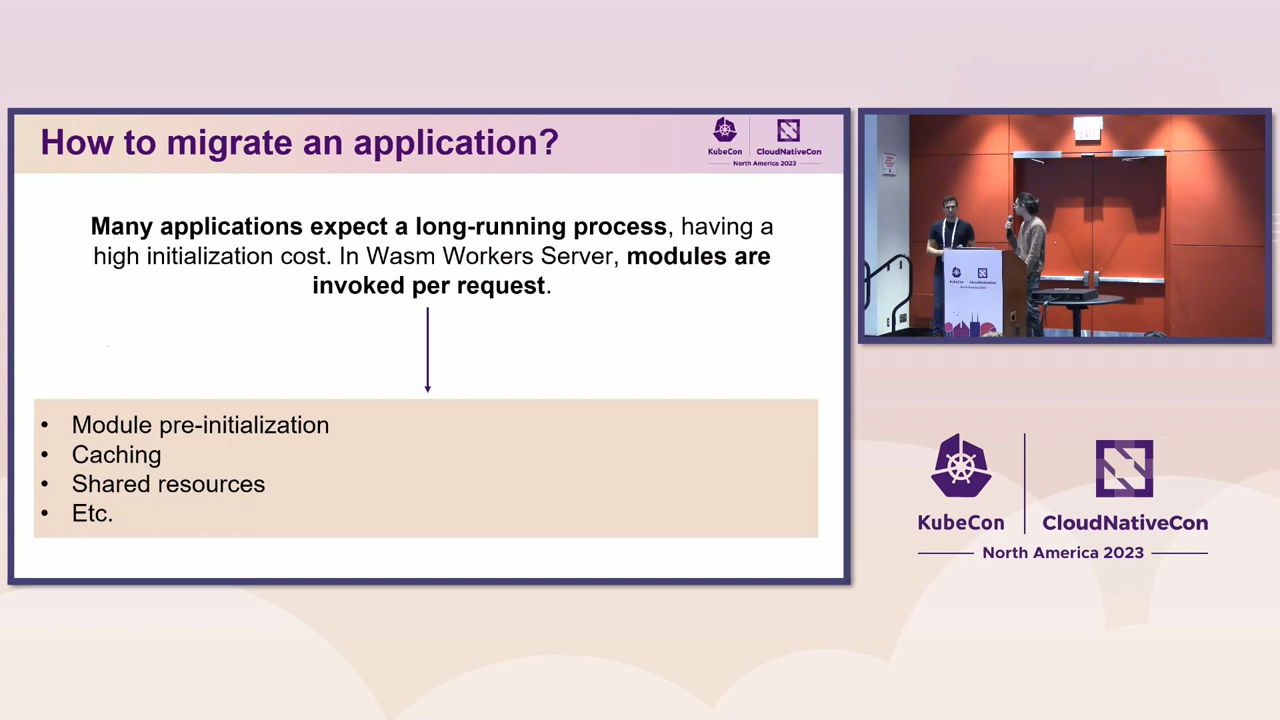 How to migrate an application?
KubeCon
CloudNativeCon
North America 2023
Many applications expect a long-running process, having a
high initialization cost. In Wasm Workers Server, modules are
invoked per request.
• Module pre-initialization
• Caching
• Shared resources
• Etc.
KubeCon
CloudNativeCon
North America 2023